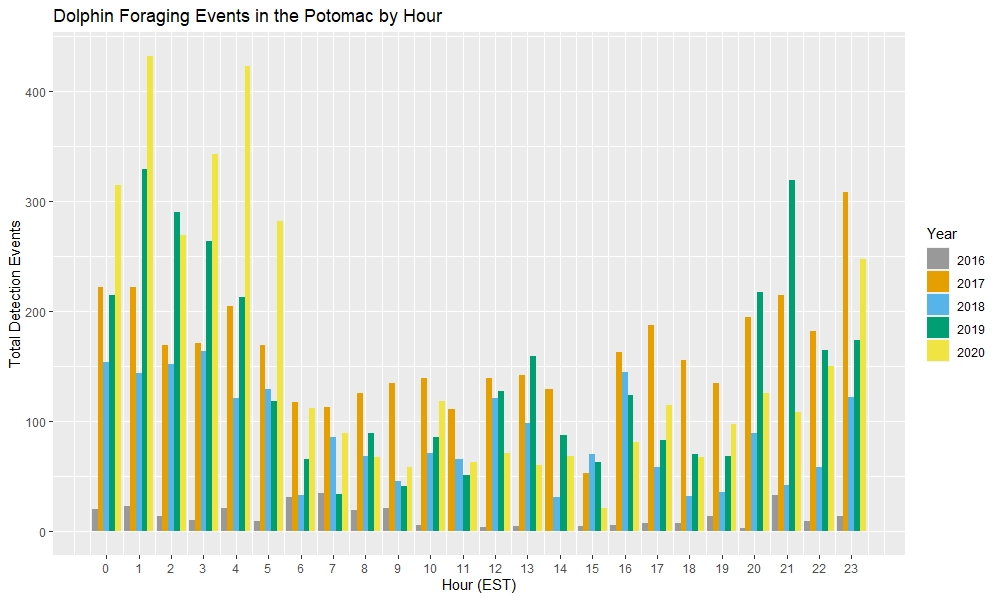 Dolphin Foraging Events in the Potomac by Hour
Total Detection Events
400
300
200
100
0
0 1 2 3 4 5 6 7 8 9 10 11 12 13 14 15 16 17 18 19 20 21 22 23
Hour (EST)
Year
2016
2017
2018
2019
2020